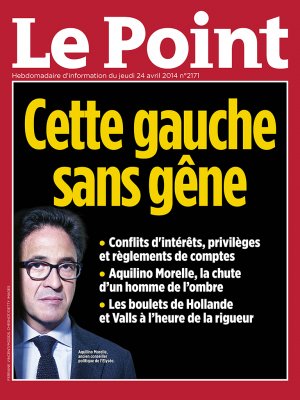 Le Point
Hebdomadaire d'information du jeudi 24 avril 2014 n°2171
Cette gauche
sans gêne
• Conflits d'intérêts, privilèges
et règlements de comptes
• Aquilino Morelle, la chute
d'un homme de l'ombre
• Les boulets de Hollande
et Valls à l'heure de la rigueur
Aquilino Morelle,
ancien conseiller
politique de l'Élysée.